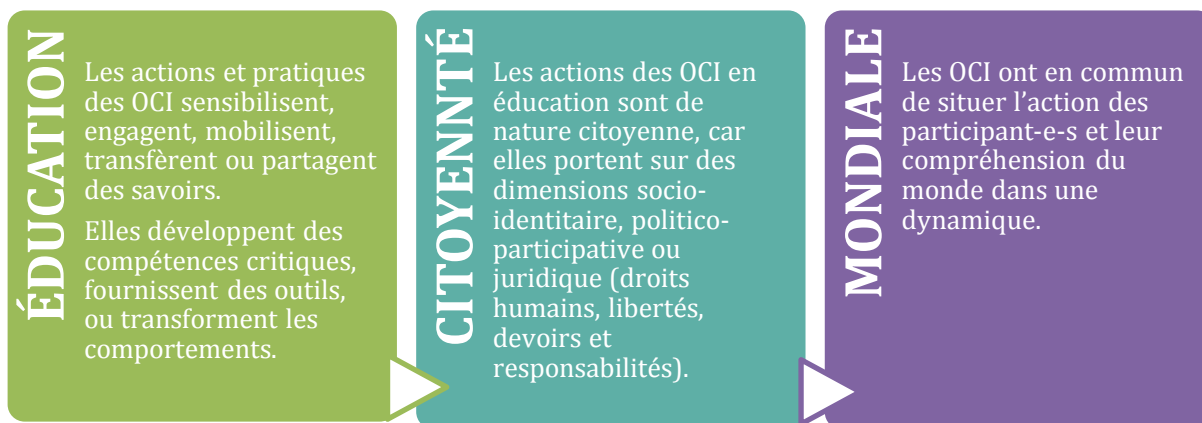 ÉDUCATION
Les actions et pratiques
des OCI sensibilisent,
engagent, mobilisent,
transfèrent ou partagent
des savoirs.
Elles développent des
compétences critiques,
fournissent des outils,
ou transforment les
comportements.
CITOYENNTÉ
Les actions des OCI en
éducation sont de
nature citoyenne, car
elles portent sur des
dimensions socio-
identitaire, politico-
participative ou
juridique (droits
humains, libertés,
devoirs et
responsabilités).
MONDIALE
Les OCI ont en commun
de situer l’action des
participant-e-s et leur
compréhension du
monde dans une
dynamique.